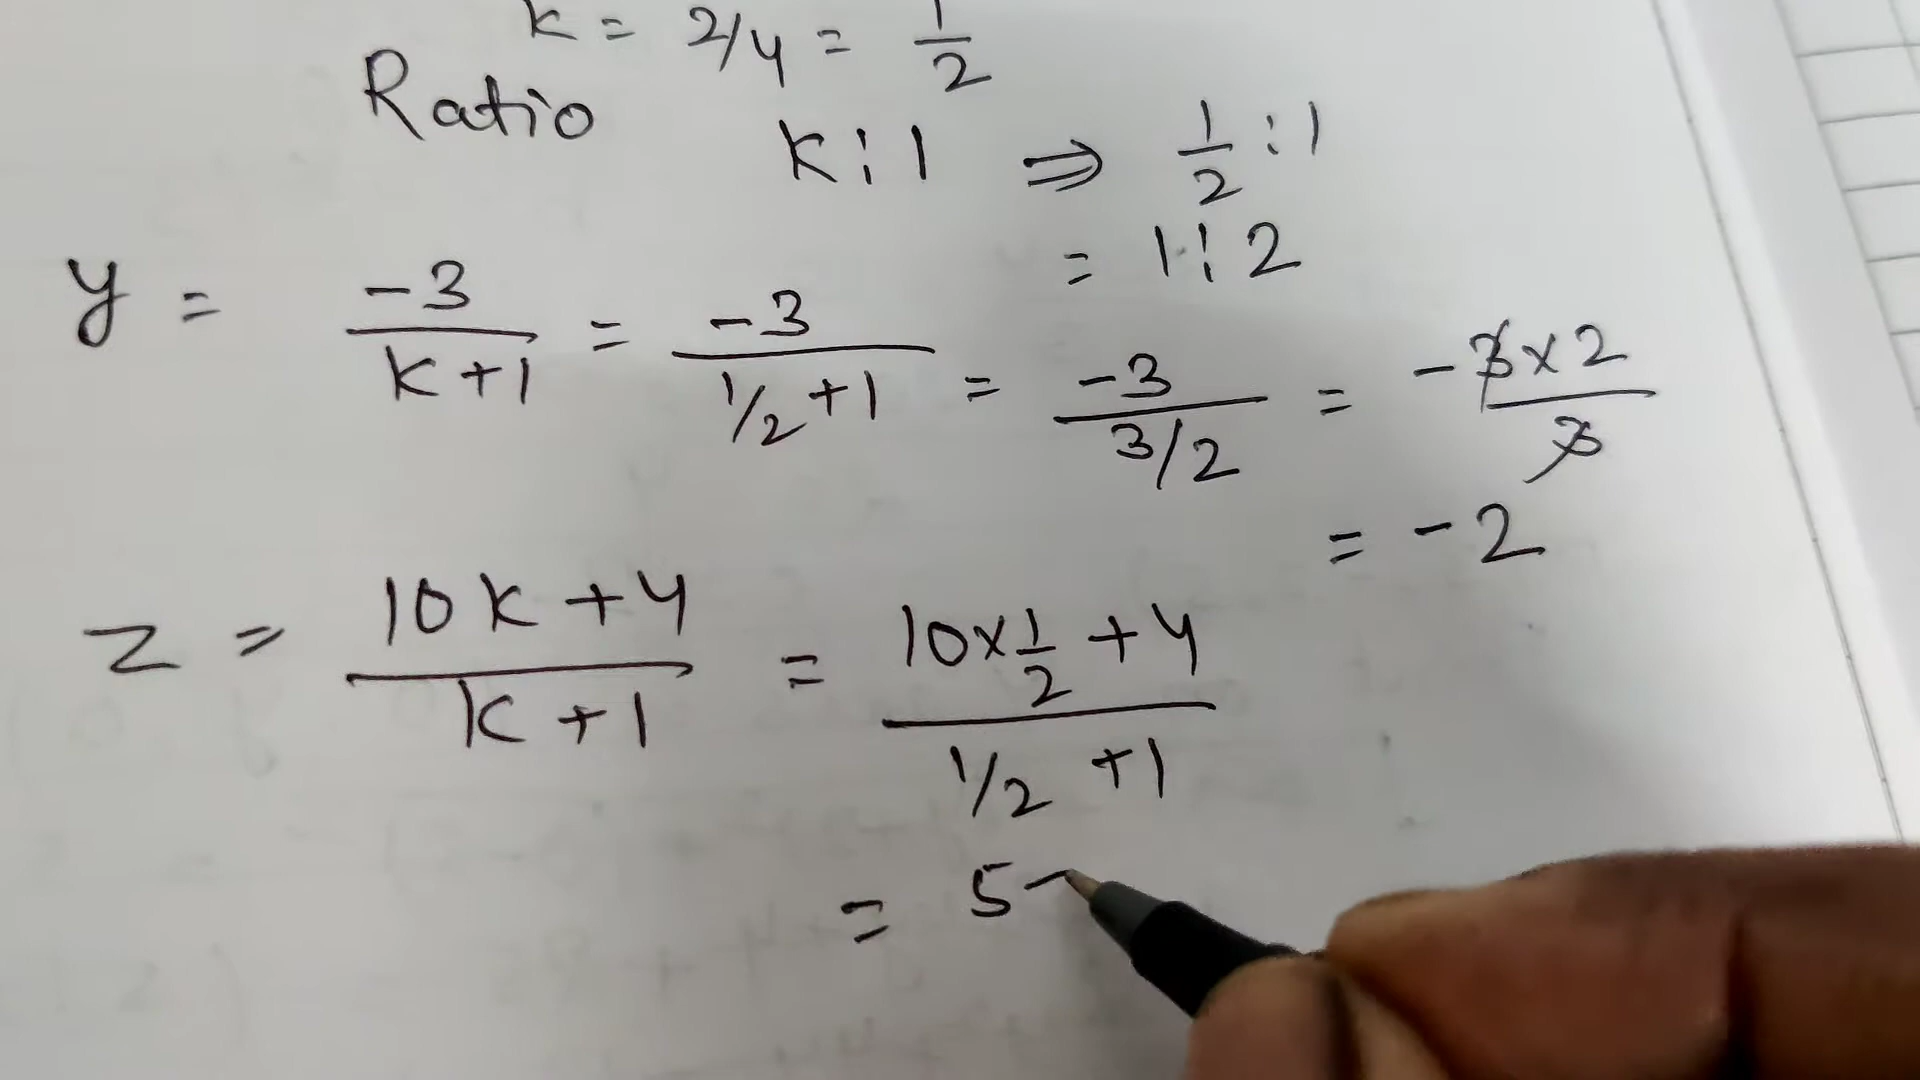 k = 2/4 = 1/2
Ratio k:1 ⇒ 1/2 : 1
= 1:2
y = -3/(k+1) = -3/(1/2 +1) = -3/(3/2) = -3×2/3
= -2
z = (10k+4)/(k+1) = (10×1/2 +4)/(1/2 +1)
= 5-